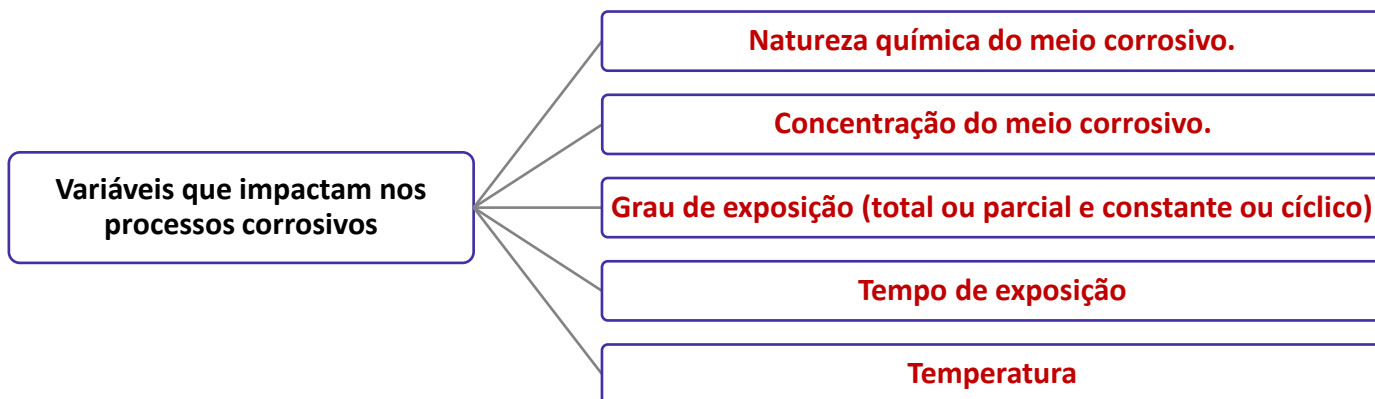 Natureza química do meio corrosivo.
Concentração do meio corrosivo.
Variáveis que impactam nos
processos corrosivos
Grau de exposição (total ou parcial e constante ou cíclico)
Tempo de exposição
Temperatura